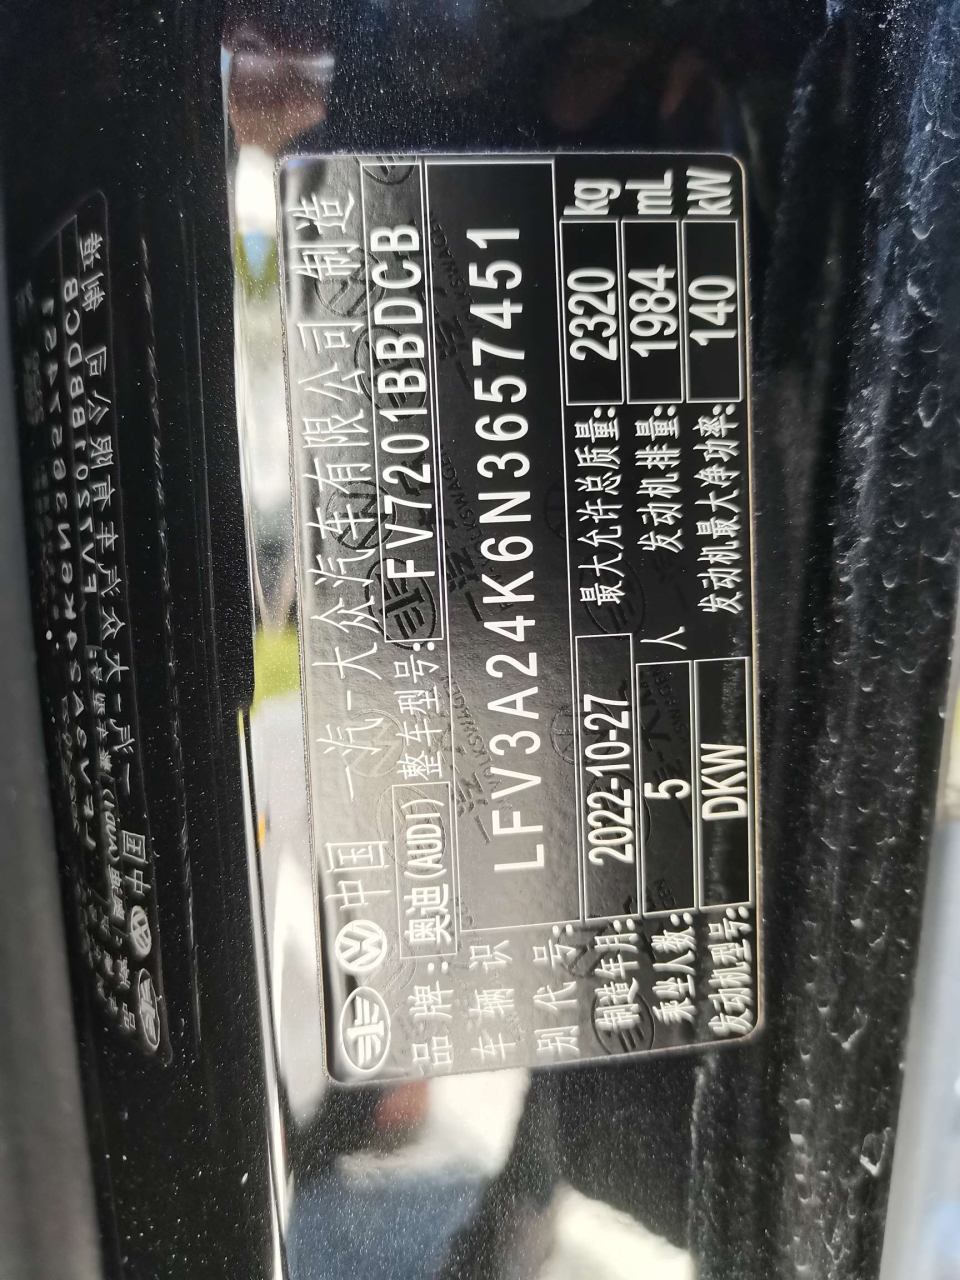 中国 一汽-大众汽车有限公司 制造
品牌: 奥迪(AUDI) 整车型号: FV7201BBDCB
车辆识别代号: LFV3A24K6N3657451
制造年月: 2022-10-27 最大允许总质量: 2320 kg
乘坐人数: 5 人 发动机排量: 1984 mL
发动机型号: DKW 发动机最大净功率: 140 kW